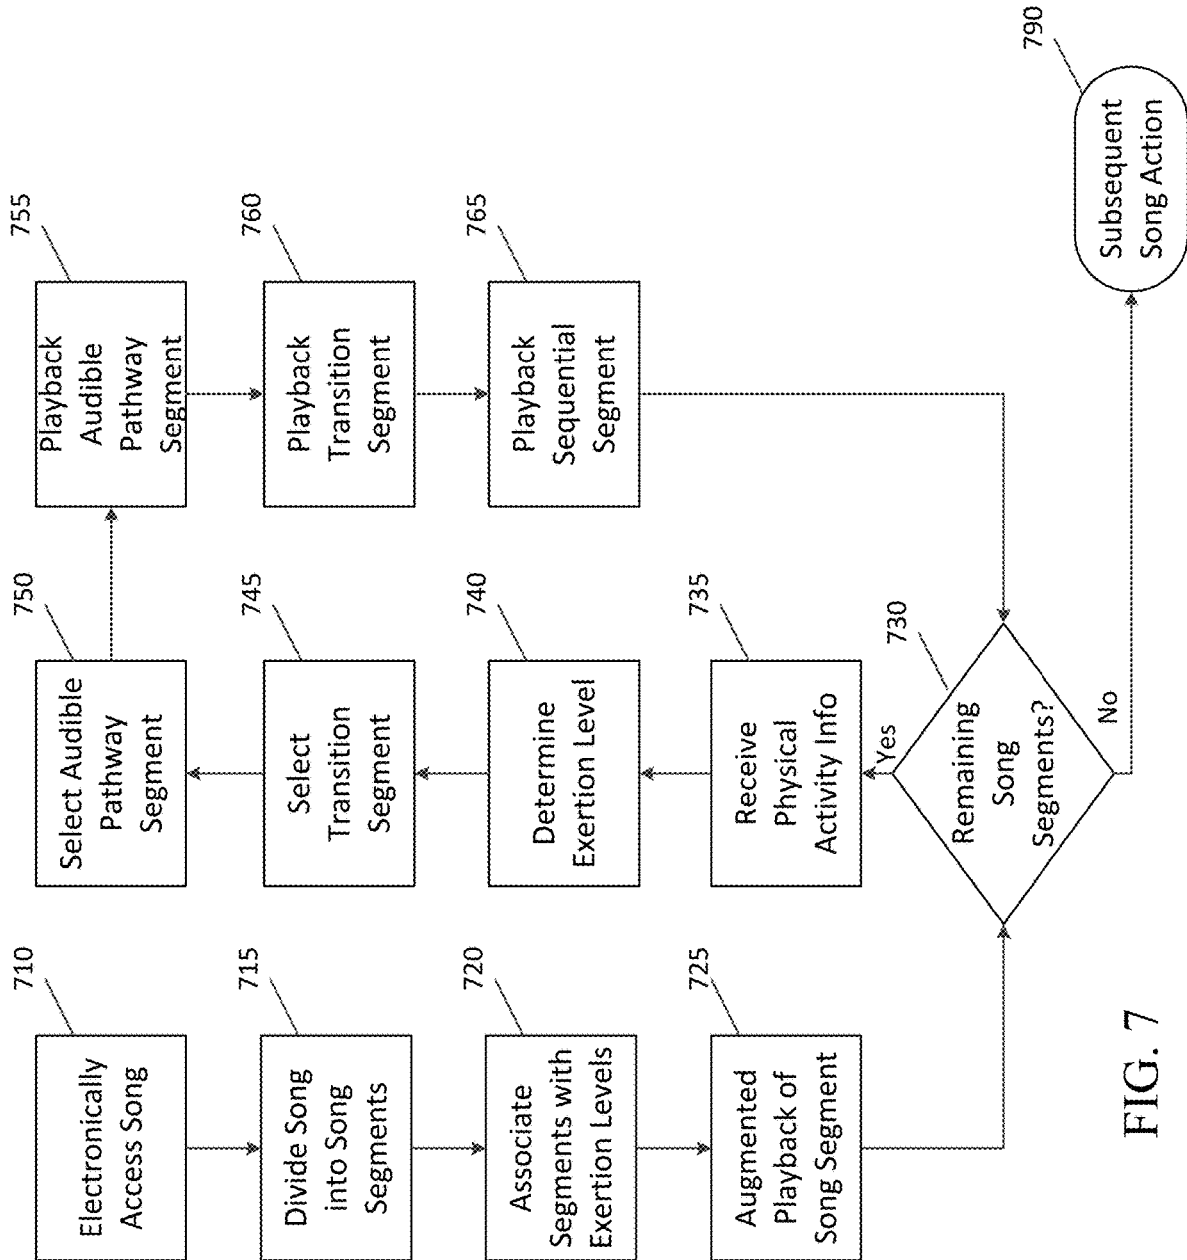 710
Electronically
Access Song
715
Divide Song
into Song
Segments
720
Associate
Segments with
Exertion Levels
725
Augmented
Playback of
Song Segment
730
Remaining
Song
Segments?
Yes
No
735
Receive
Physical
Activity Info
740
Determine
Exertion Level
745
Select
Transition
Segment
750
Select Audible
Pathway
Segment
755
Playback
Audible
Pathway
Segment
760
Playback
Transition
Segment
765
Playback
Sequential
Segment
790
Subsequent
Song Action
FIG. 7